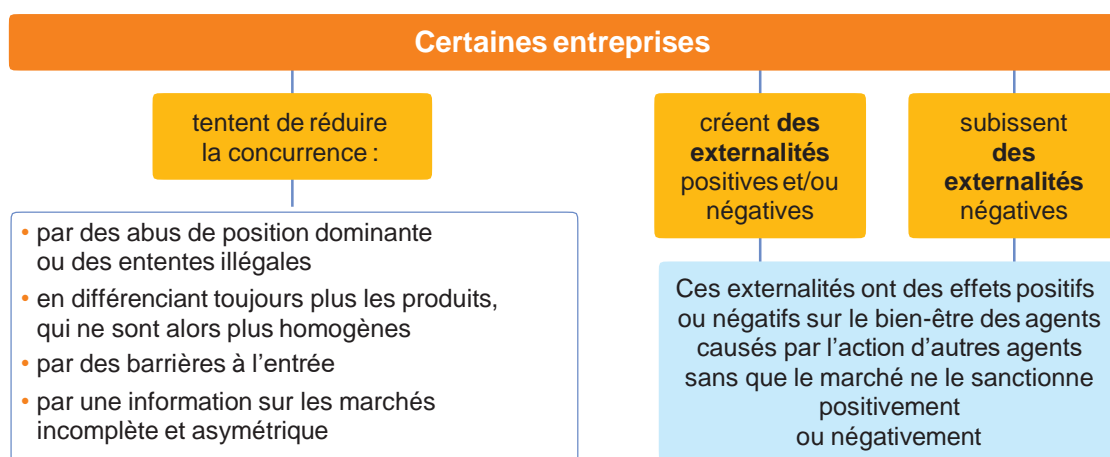 Certaines entreprises
tentent de réduire
la concurrence :
• par des abus de position dominante
ou des ententes illégales
• en différenciant toujours plus les produits,
qui ne sont alors plus homogènes
• par des barrières à l'entrée
• par une information sur les marchés
incomplète et asymétrique
créent des
externalités
positives et/ou
négatives
subissent
des
externalités
négatives
Ces externalités ont des effets positifs
ou négatifs sur le bien-être des agents
causés par l'action d'autres agents
sans que le marché ne le sanctionne
positivement
ou négativement